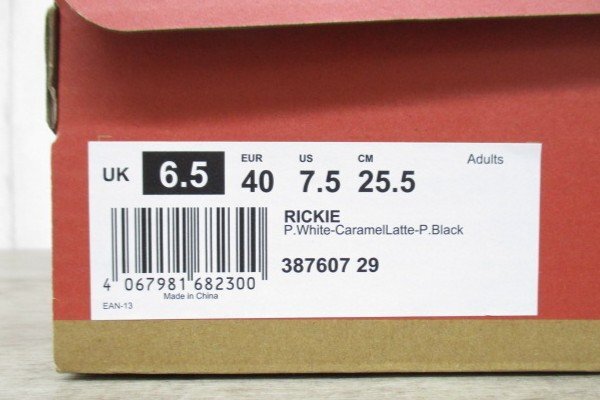 UK 6.5 EUR 40 US 7.5 CM 25.5 Adults
RICKIE
P.White-CaramelLatte-P.Black
387607 29
4 067981 682300
Made in China
EAN-13